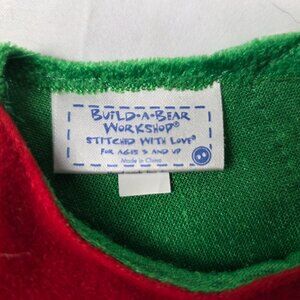 BUILD-A-BEAR
WORKSHOP®
STITCHED WITH LOVE®
FOR AGES 3 AND UP
Made in China